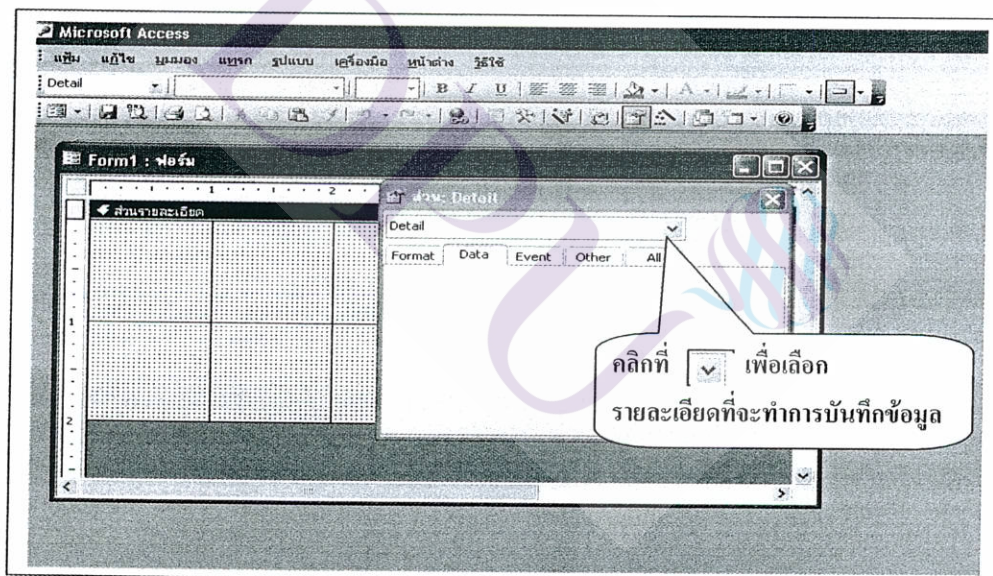 Microsoft Access
แฟ้ม แก้ไข มุมมอง แทรก รูปแบบ เครื่องมือ หน้าต่าง วิธีใช้
Detail B I U A
Form1 : ฟอร์ม
1 2
ส่วนรายละเอียด
ส่วน: Detail
Detail
Format Data Event Other All
1
2
คลิกที่ เพื่อเลือก
รายละเอียดที่จะทำการบันทึกข้อมูล
DPU